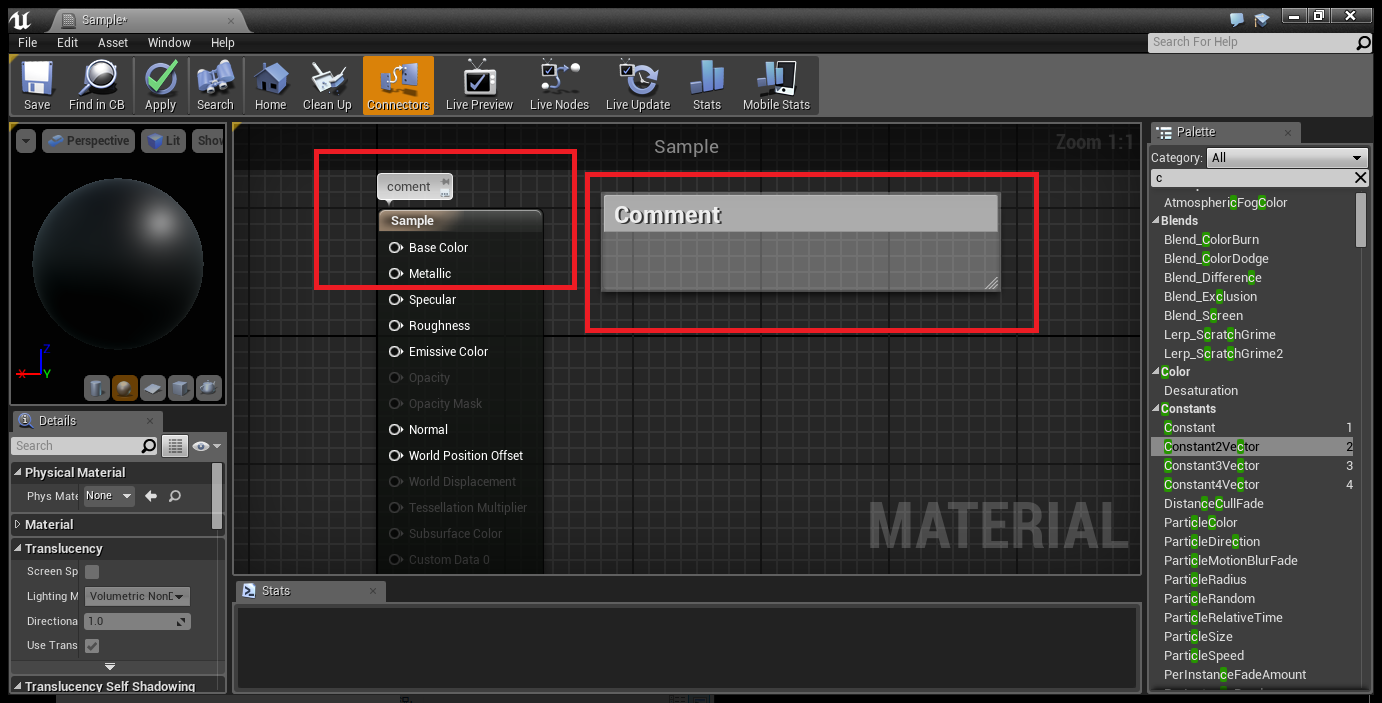 Sample*
File Edit Asset Window Help
Search For Help
Save Find in CB Apply Search Home Clean Up Connectors Live Preview Live Nodes Live Update Stats Mobile Stats
Perspective Lit Show
X Z Y
Details
Search
Physical Material
Phys Mate None
Material
Translucency
Screen Sp
Lighting M Volumetric NonD
Directiona 1.0
Use Trans
Translucency Self Shadowing
Sample
Zoom 1:1
coment
Sample
Base Color
Metallic
Specular
Roughness
Emissive Color
Opacity
Opacity Mask
Normal
World Position Offset
World Displacement
Tessellation Multiplier
Subsurface Color
Custom Data 0
Comment
MATERIAL
Stats
Palette
Category: All
c
AtmosphericFogColor
Blends
Blend_ColorBurn
Blend_ColorDodge
Blend_Difference
Blend_Exclusion
Blend_Screen
Lerp_ScratchGrime
Lerp_ScratchGrime2
Color
Desaturation
Constants
Constant 1
Constant2Vector 2
Constant3Vector 3
Constant4Vector 4
DistanceCullFade
ParticleColor
ParticleDirection
ParticleMotionBlurFade
ParticleRadius
ParticleRandom
ParticleRelativeTime
ParticleSize
ParticleSpeed
PerInstanceFadeAmount